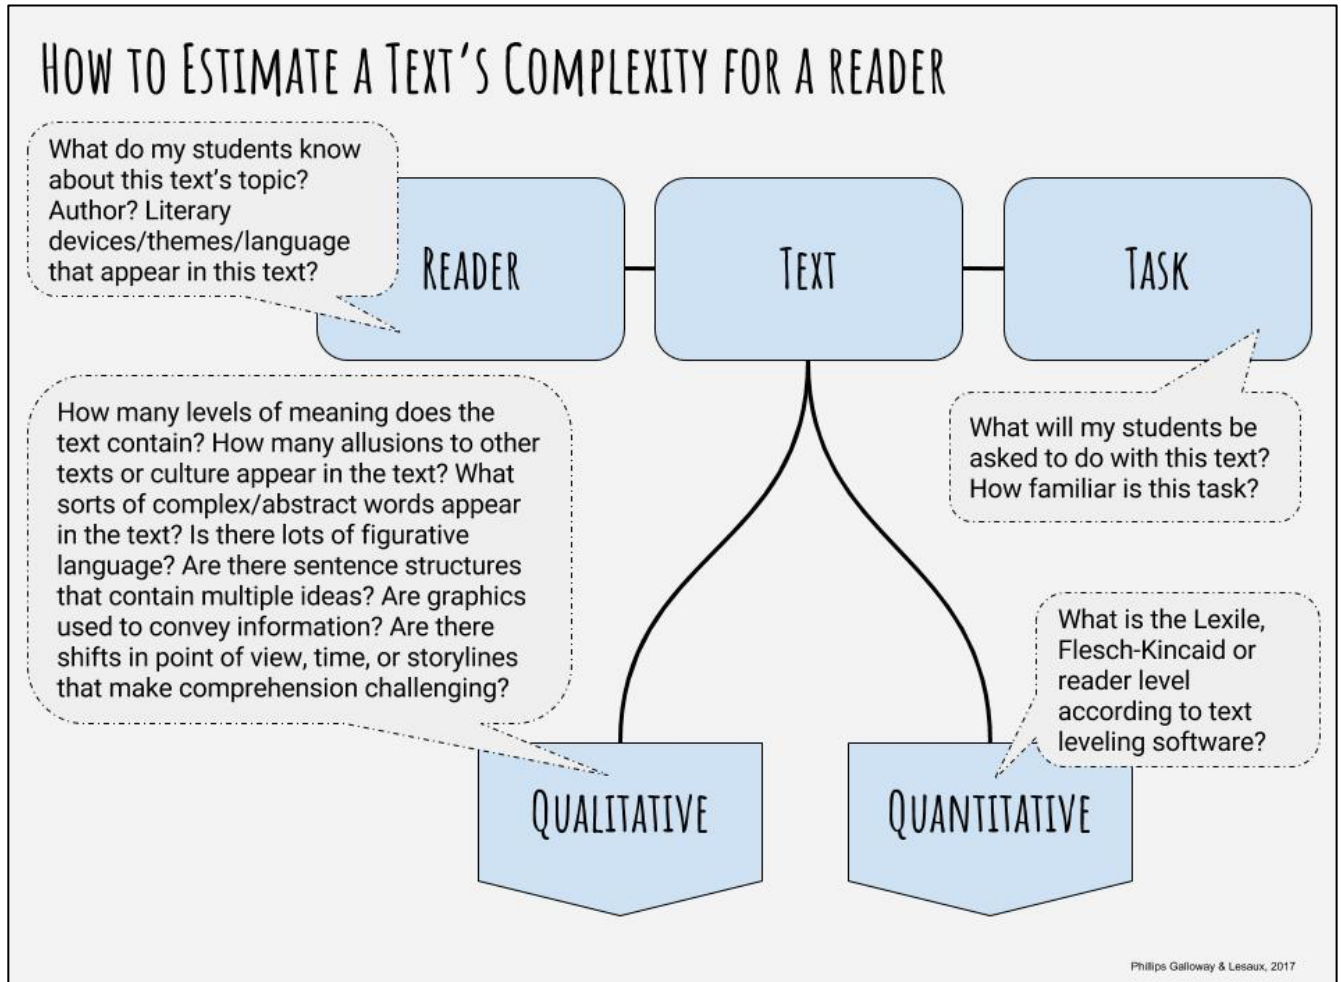 HOW TO ESTIMATE A TEXT'S COMPLEXITY FOR A READER
What do my students know
about this text's topic?
Author? Literary
devices/themes/language
that appear in this text?
READER
TEXT
TASK
How many levels of meaning does the
text contain? How many allusions to other
texts or culture appear in the text? What
sorts of complex/abstract words appear
in the text? Is there lots of figurative
language? Are there sentence structures
that contain multiple ideas? Are graphics
used to convey information? Are there
shifts in point of view, time, or storylines
that make comprehension challenging?
What will my students be
asked to do with this text?
How familiar is this task?
What is the Lexile,
Flesch-Kincaid or
reader level
according to text
leveling software?
QUALITATIVE
QUANTITATIVE
Phillips Galloway & Lesaux, 2017